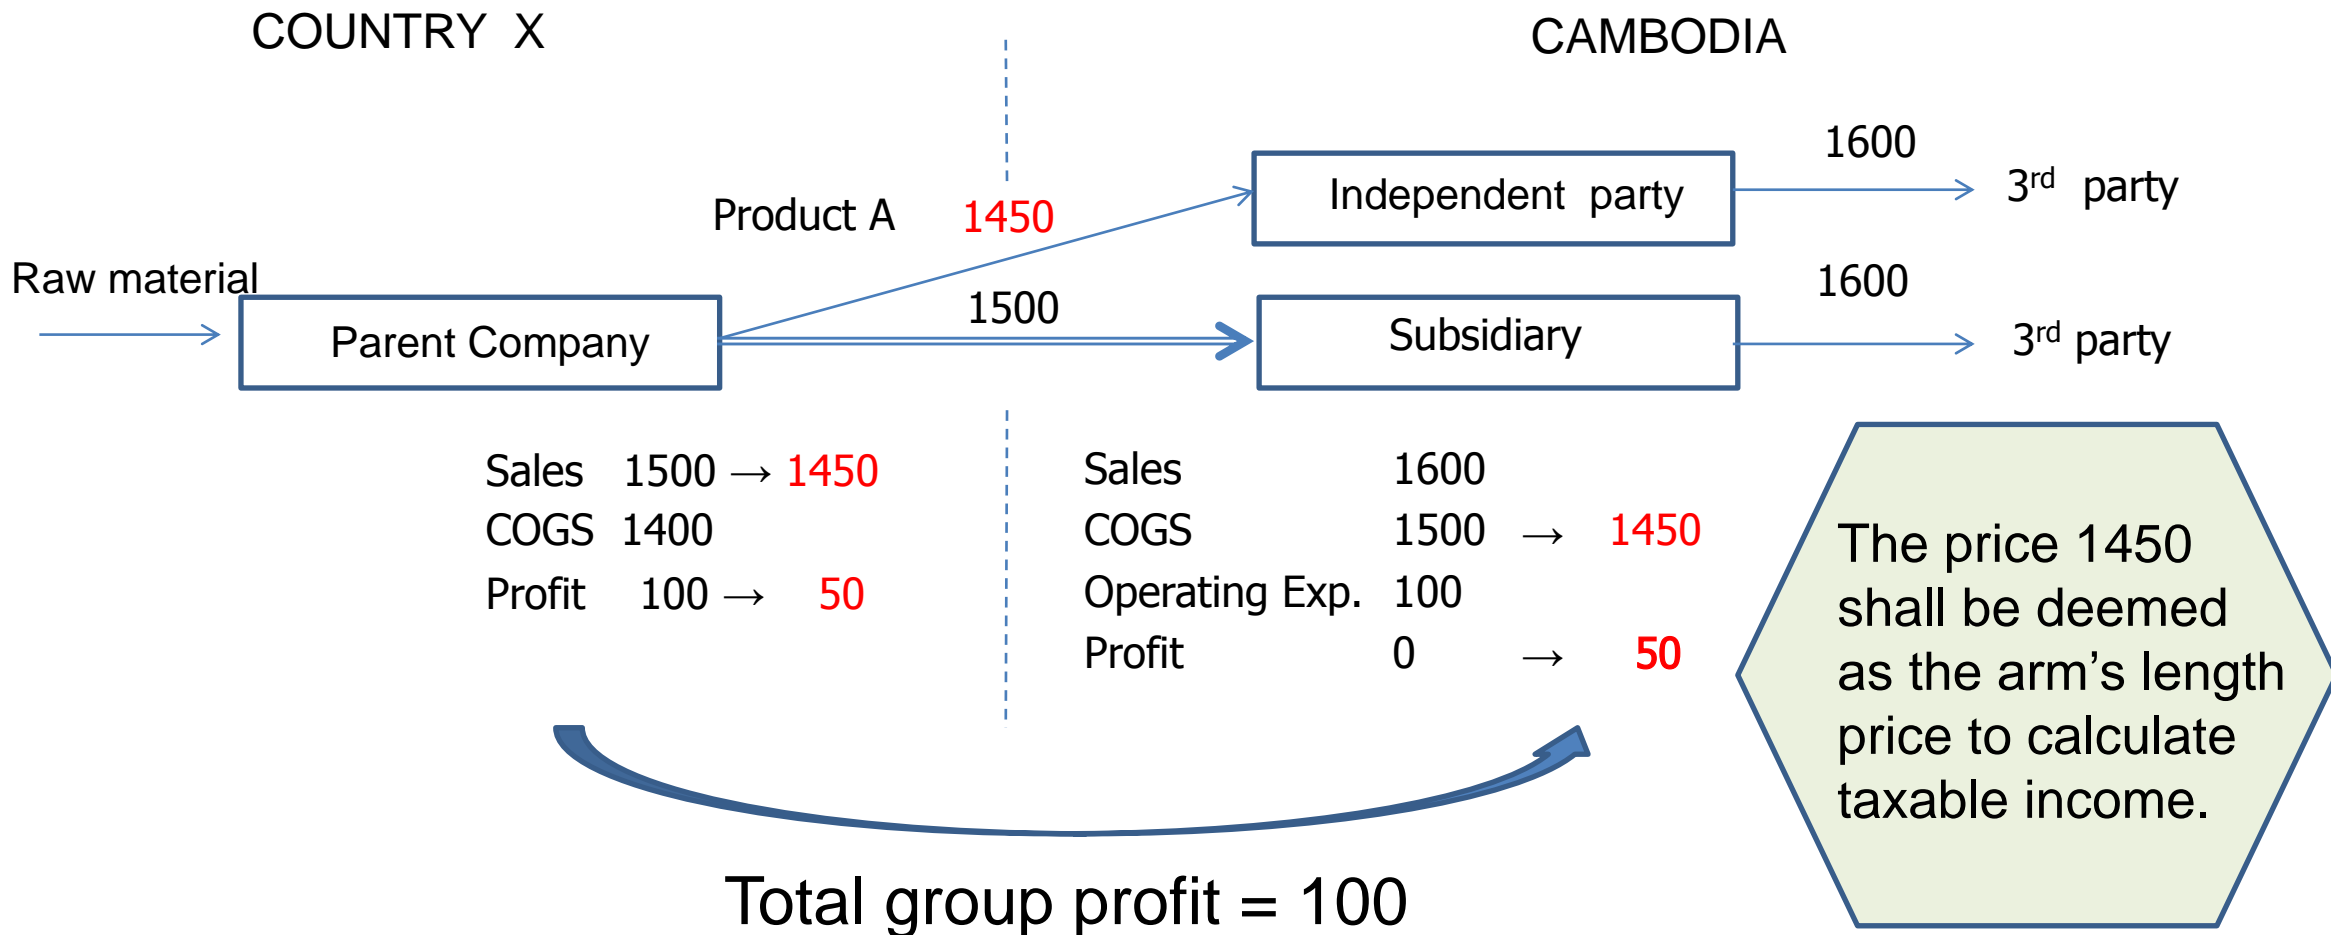 COUNTRY X
CAMBODIA
1600
Independent party
3rd party
Product A 1450
Raw material
1600
1500
Parent Company
Subsidiary
3rd party
Sales 1500 → 1450
COGS 1400
Profit 100 → 50
Sales 1600
COGS 1500 → 1450
Operating Exp. 100
Profit 0 → 50
The price 1450
shall be deemed
as the arm’s length
price to calculate
taxable income.
Total group profit = 100